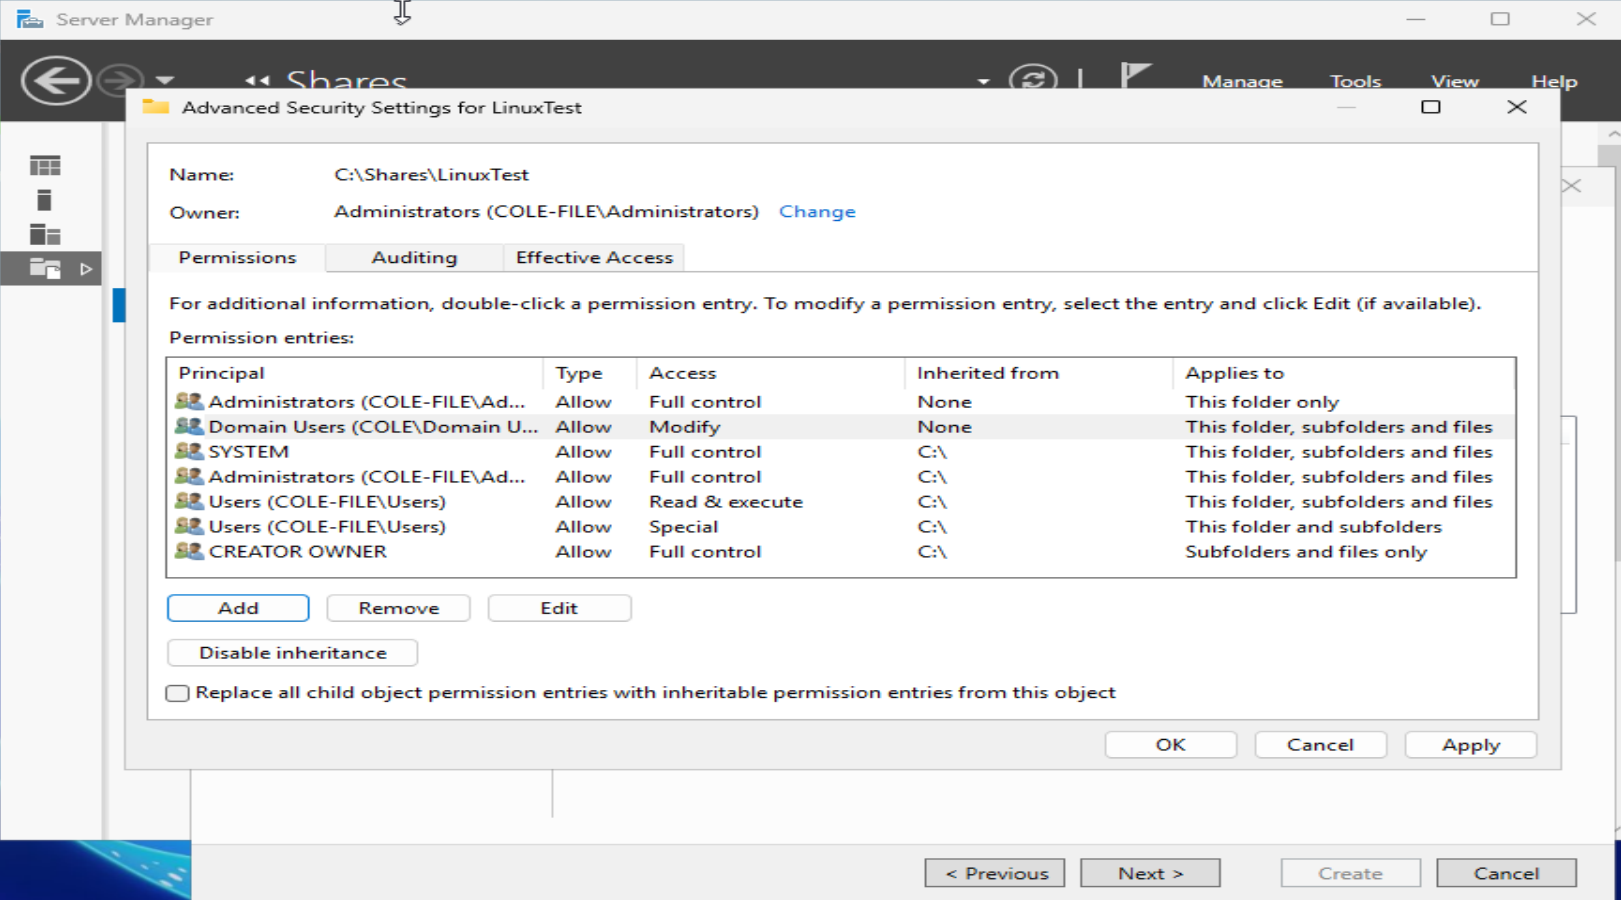 Server Manager
Shares
Manage Tools View Help
Advanced Security Settings for LinuxTest
Name: C:\Shares\LinuxTest
Owner: Administrators (COLE-FILE\Administrators) Change
Permissions Auditing Effective Access
For additional information, double-click a permission entry. To modify a permission entry, select the entry and click Edit (if available).
Permission entries:
Principal Type Access Inherited from Applies to
Administrators (COLE-FILE\Ad... Allow Full control None This folder only
Domain Users (COLE\Domain U... Allow Modify None This folder, subfolders and files
SYSTEM Allow Full control C:\ This folder, subfolders and files
Administrators (COLE-FILE\Ad... Allow Full control C:\ This folder, subfolders and files
Users (COLE-FILE\Users) Allow Read & execute C:\ This folder, subfolders and files
Users (COLE-FILE\Users) Allow Special C:\ This folder and subfolders
CREATOR OWNER Allow Full control C:\ Subfolders and files only
Add Remove Edit
Disable inheritance
Replace all child object permission entries with inheritable permission entries from this object
OK Cancel Apply
< Previous Next > Create Cancel